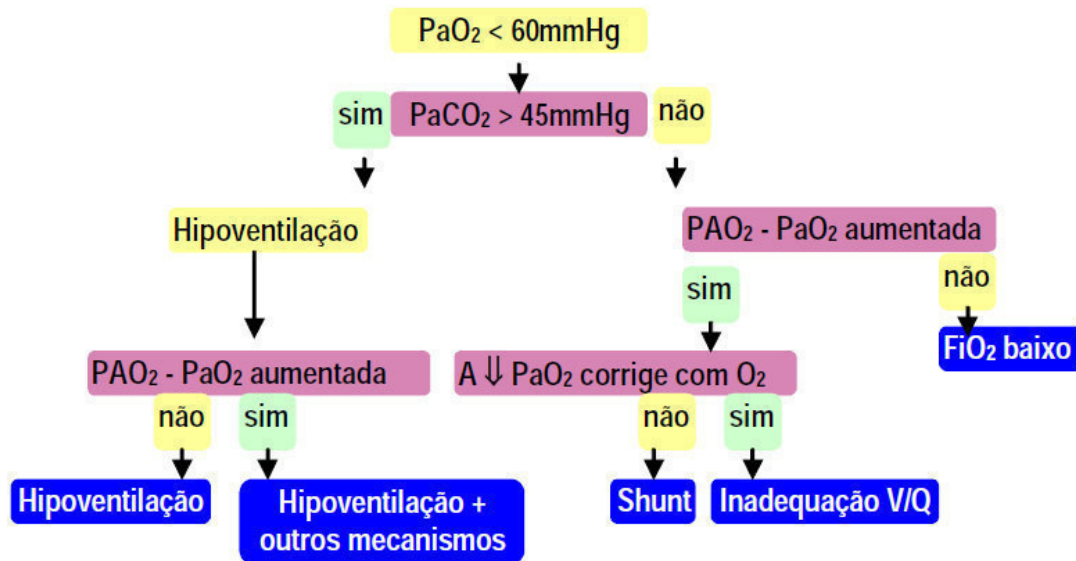 PaO₂ < 60mmHg
sim
PaCO₂ > 45mmHg
não
Hipoventilação
PAO₂ - PaO₂ aumentada
sim
não
FiO₂ baixo
PAO₂ - PaO₂ aumentada
A ⇓ PaO₂ corrige com O₂
não
sim
não
sim
Hipoventilação
Hipoventilação +
outros mecanismos
Shunt
Inadequação V/Q